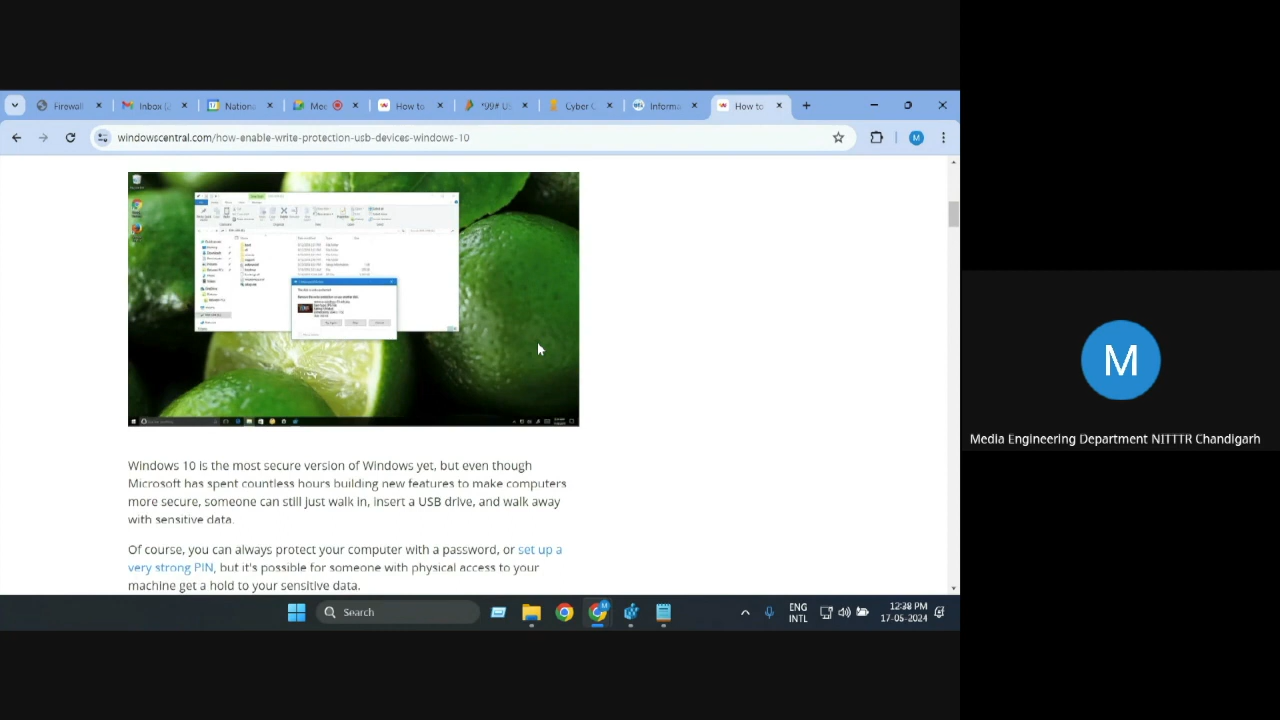 Firewall
Inbox (
Nationa
Mee
How to
*99# US
Cyber C
Informa
How to
windowscentral.com/how-enable-write-protection-usb-devices-windows-10
M
Windows 10 is the most secure version of Windows yet, but even though
Microsoft has spent countless hours building new features to make computers
more secure, someone can still just walk in, insert a USB drive, and walk away
with sensitive data.
Of course, you can always protect your computer with a password, or set up a
very strong PIN, but it's possible for someone with physical access to your
machine get a hold to your sensitive data.
M
Media Engineering Department NITTTR Chandigarh
Search
ENG
INTL
12:38 PM
17-05-2024